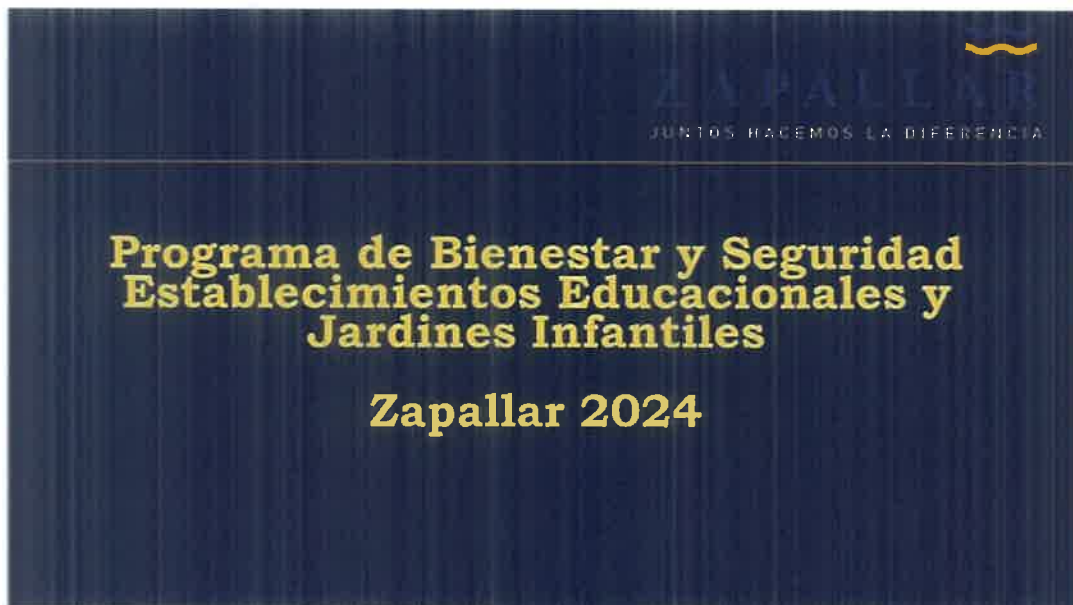 ZAPALLAR
JUNTOS HACEMOS LA DIFERENCIA
Programa de Bienestar y Seguridad
Establecimientos Educacionales y
Jardines Infantiles
Zapallar 2024